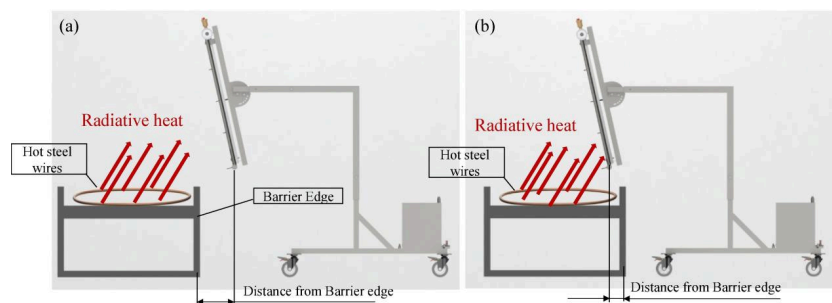 (a)
Radiative heat
Hot steel
wires
Barrier Edge
Distance from Barrier edge
(b)
Radiative heat
Hot steel
wires
Distance from Barrier edge